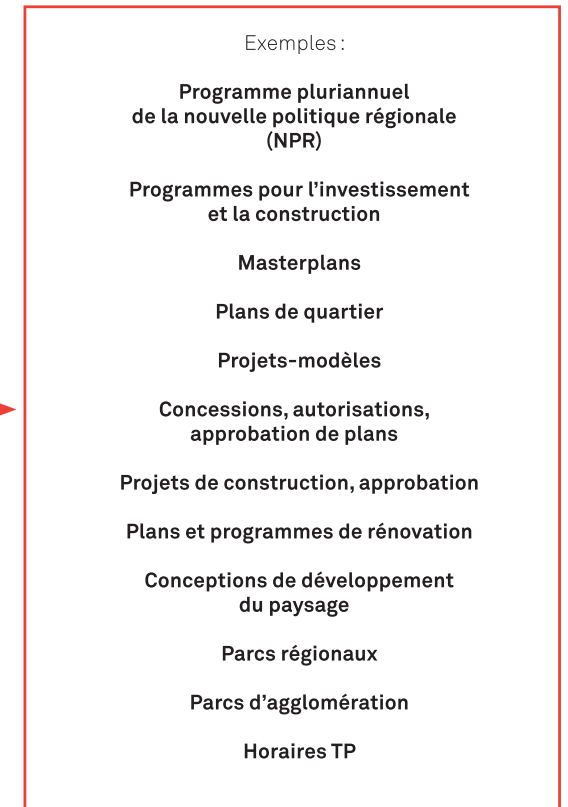 Exemples :
Programme pluriannuel
de la nouvelle politique régionale
(NPR)
Programmes pour l’investissement
et la construction
Masterplans
Plans de quartier
Projets-modèles
Concessions, autorisations,
approbation de plans
Projets de construction, approbation
Plans et programmes de rénovation
Conceptions de développement
du paysage
Parcs régionaux
Parcs d’agglomération
Horaires TP